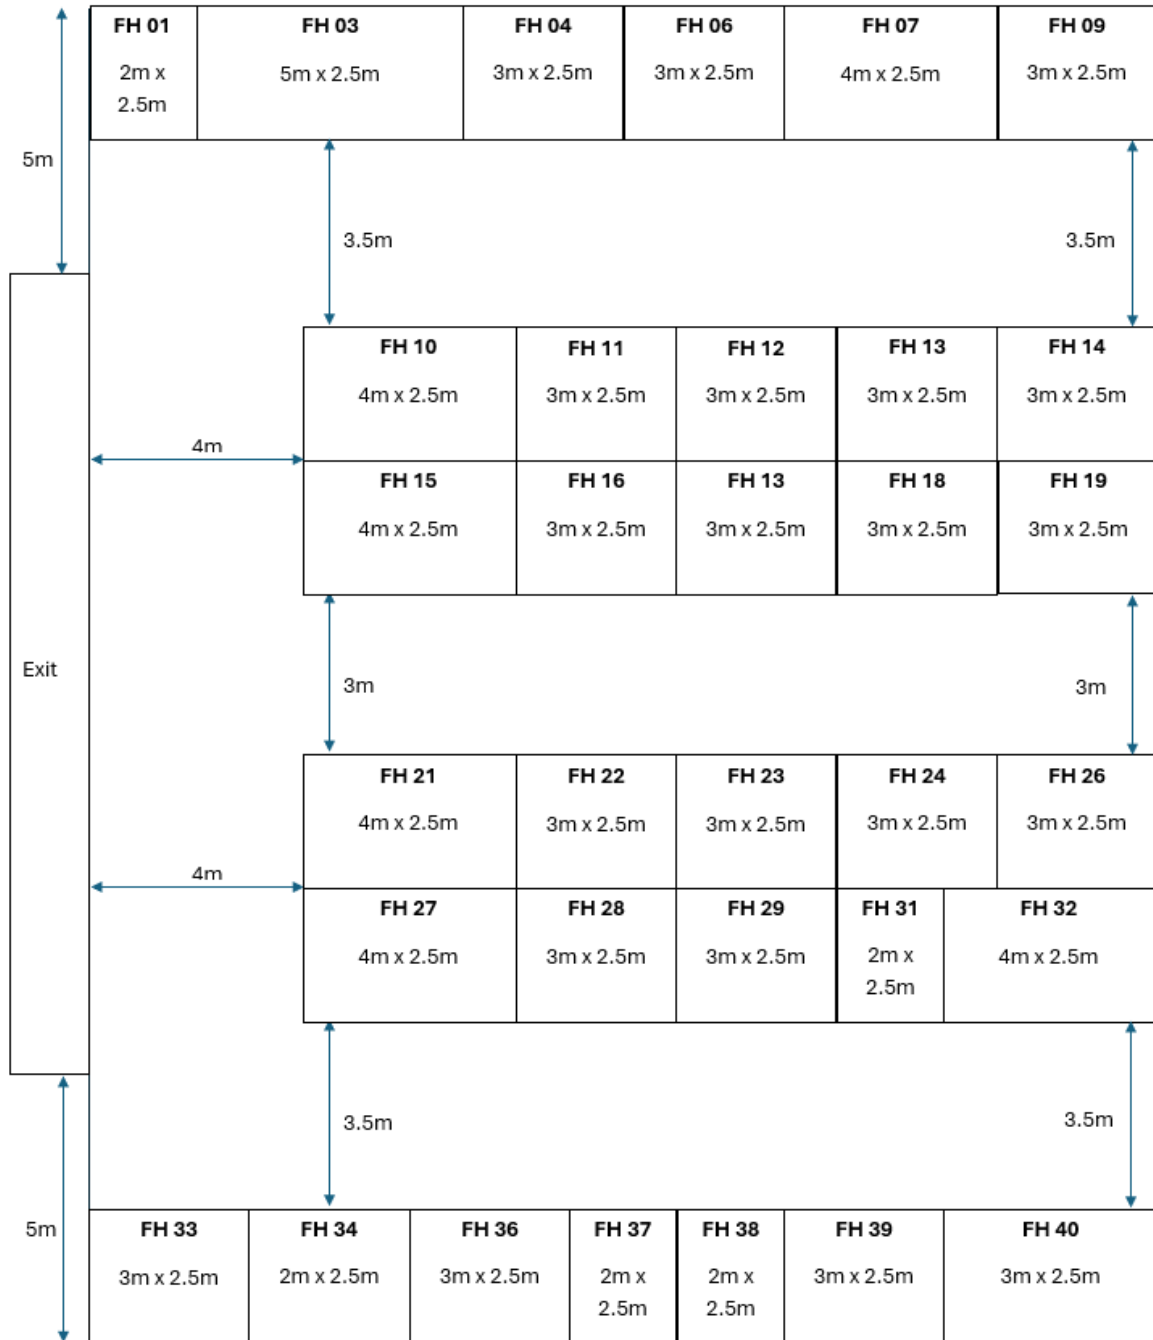 FH 01
2m x
2.5m
FH 03
5m x 2.5m
FH 04
3m x 2.5m
FH 06
3m x 2.5m
FH 07
4m x 2.5m
FH 09
3m x 2.5m
5m
3.5m
3.5m
FH 10
4m x 2.5m
FH 11
3m x 2.5m
FH 12
3m x 2.5m
FH 13
3m x 2.5m
FH 14
3m x 2.5m
4m
FH 15
4m x 2.5m
FH 16
3m x 2.5m
FH 13
3m x 2.5m
FH 18
3m x 2.5m
FH 19
3m x 2.5m
Exit
3m
3m
FH 21
4m x 2.5m
FH 22
3m x 2.5m
FH 23
3m x 2.5m
FH 24
3m x 2.5m
FH 26
3m x 2.5m
4m
FH 27
4m x 2.5m
FH 28
3m x 2.5m
FH 29
3m x 2.5m
FH 31
2m x
2.5m
FH 32
4m x 2.5m
3.5m
3.5m
5m
FH 33
3m x 2.5m
FH 34
2m x 2.5m
FH 36
3m x 2.5m
FH 37
2m x
2.5m
FH 38
2m x
2.5m
FH 39
3m x 2.5m
FH 40
3m x 2.5m